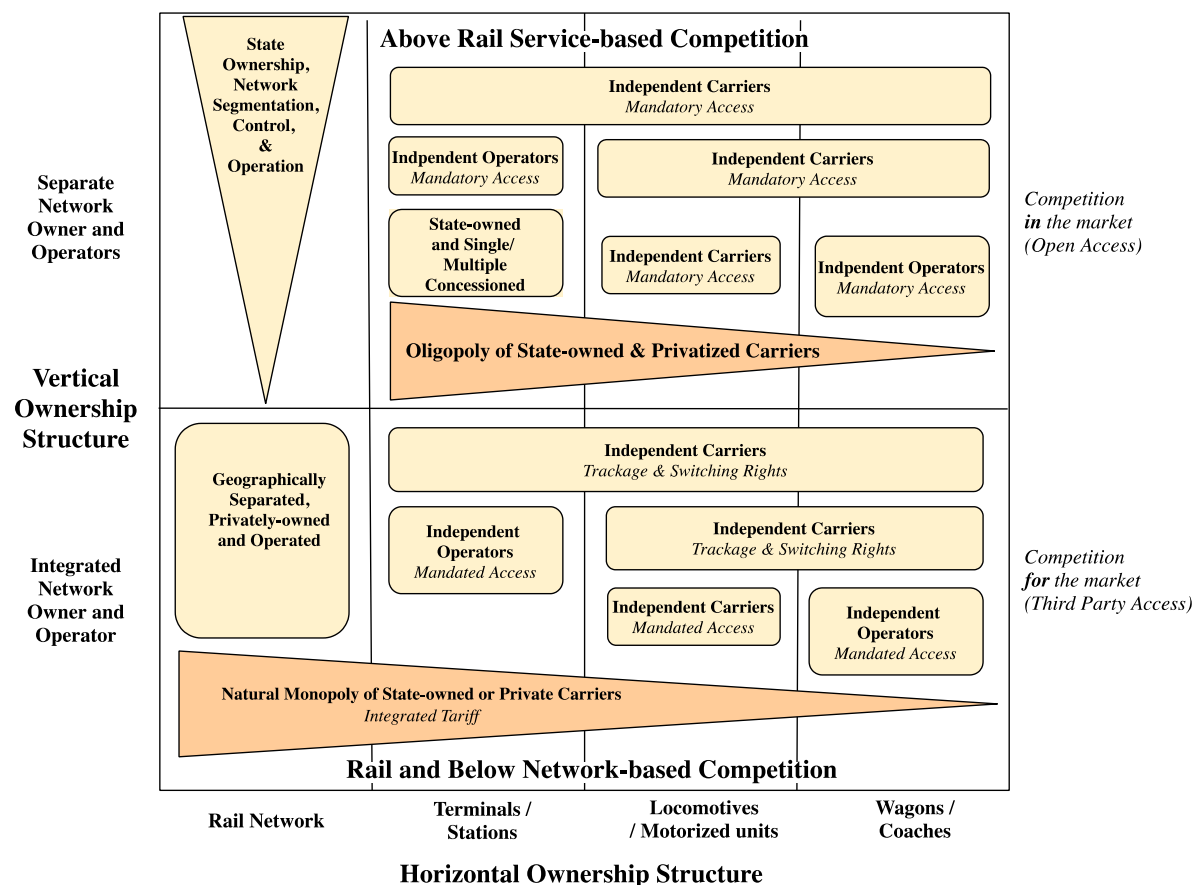 Above Rail Service-based Competition
State
Ownership,
Network
Segmentation,
Control,
&
Operation
Independent Carriers
Mandatory Access
Indpendent Operators
Mandatory Access
Independent Carriers
Mandatory Access
State-owned
and Single/
Multiple
Concessioned
Independent Carriers
Mandatory Access
Indpendent Operators
Mandatory Access
Oligopoly of State-owned & Privatized Carriers
Separate
Network
Owner and
Operators
Competition
in the market
(Open Access)
Vertical
Ownership
Structure
Geographically
Separated,
Privately-owned
and Operated
Independent Carriers
Trackage & Switching Rights
Independent
Operators
Mandated Access
Independent Carriers
Trackage & Switching Rights
Independent Carriers
Mandated Access
Independent
Operators
Mandated Access
Integrated
Network
Owner and
Operator
Competition
for the market
(Third Party Access)
Natural Monopoly of State-owned or Private Carriers
Integrated Tariff
Rail and Below Network-based Competition
Rail Network
Terminals /
Stations
Locomotives
/ Motorized units
Wagons /
Coaches
Horizontal Ownership Structure